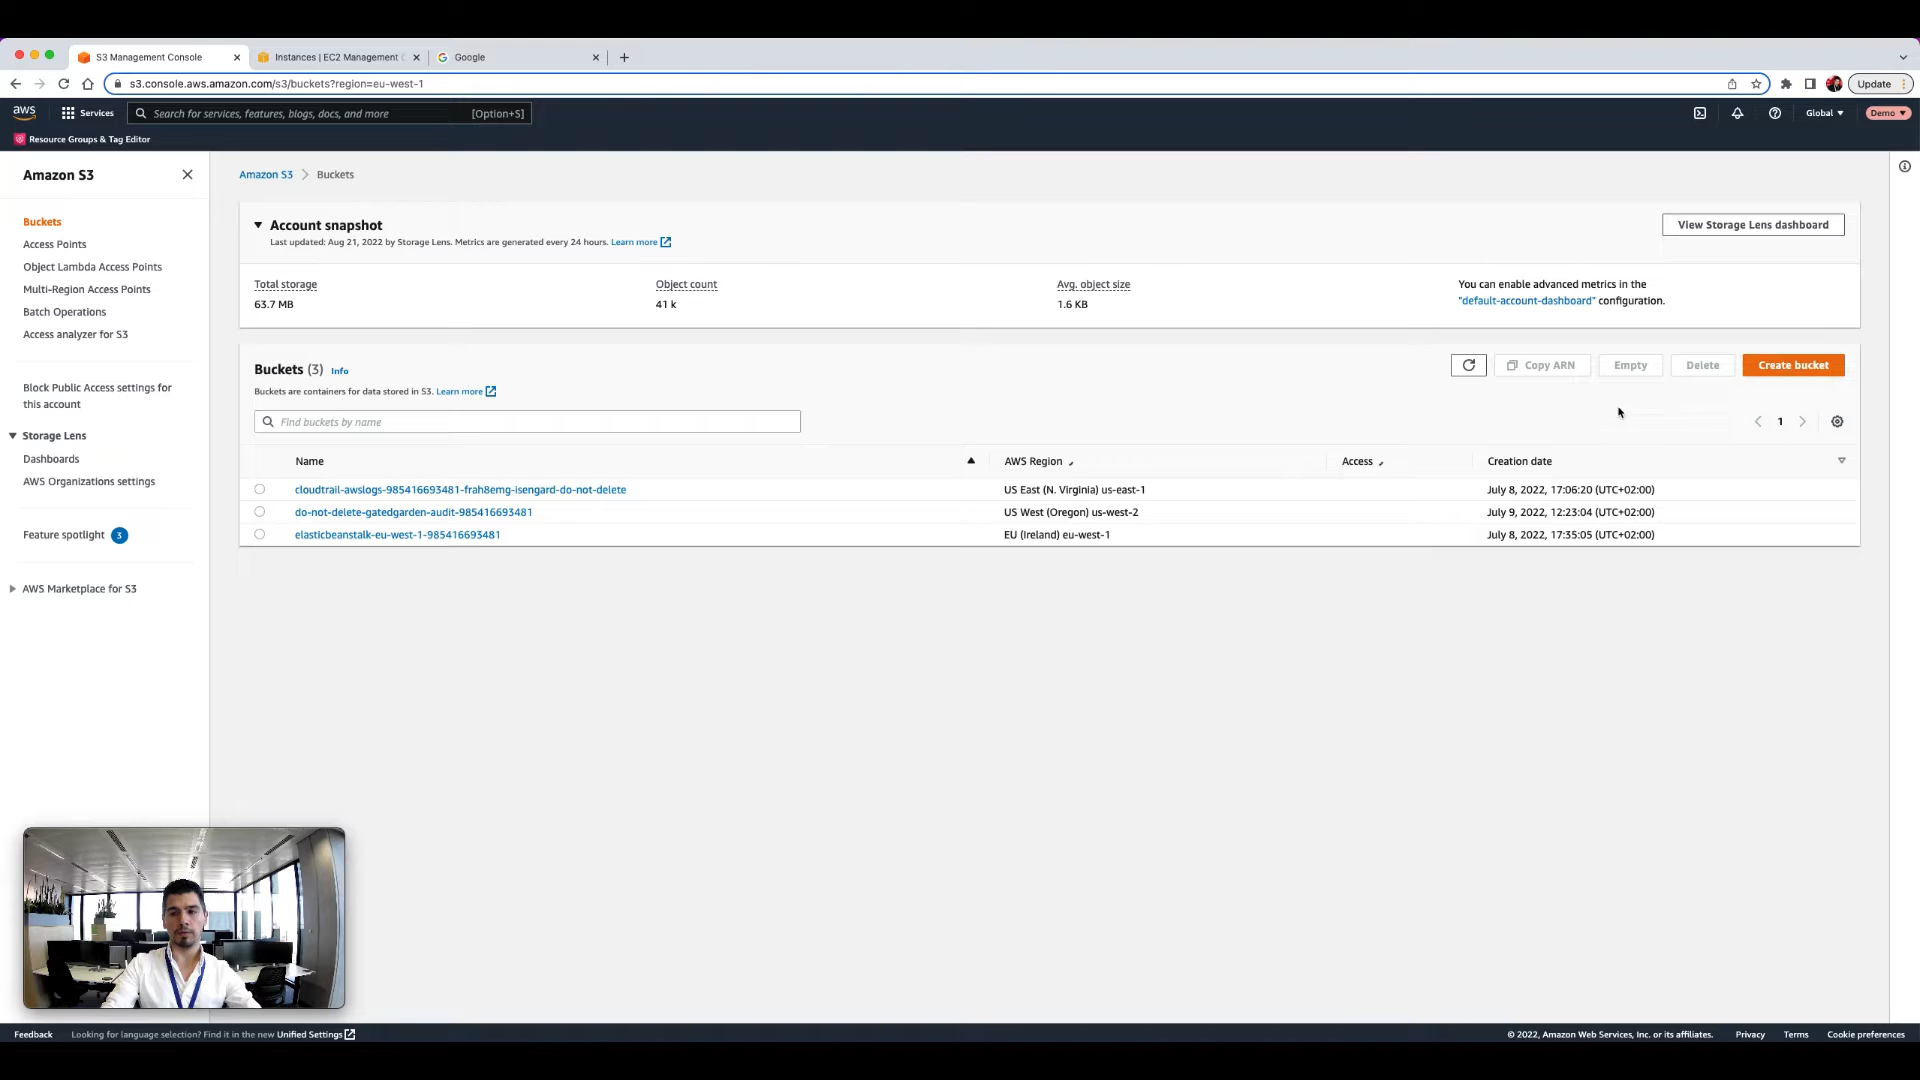 S3 Management Console
Instances | EC2 Management C
Google
s3.console.aws.amazon.com/s3/buckets?region=eu-west-1
Update
aws
Services
Search for services, features, blogs, docs, and more
[Option+S]
Global
Demo
Resource Groups & Tag Editor
Amazon S3
Buckets
Access Points
Object Lambda Access Points
Multi-Region Access Points
Batch Operations
Access analyzer for S3
Block Public Access settings for
this account
Storage Lens
Dashboards
AWS Organizations settings
Feature spotlight 3
AWS Marketplace for S3
Amazon S3 > Buckets
Account snapshot
Last updated: Aug 21, 2022 by Storage Lens. Metrics are generated every 24 hours. Learn more
View Storage Lens dashboard
Total storage
63.7 MB
Object count
41 k
Avg. object size
1.6 KB
You can enable advanced metrics in the
"default-account-dashboard" configuration.
Buckets (3) Info
Buckets are containers for data stored in S3. Learn more
Copy ARN
Empty
Delete
Create bucket
Find buckets by name
1
Name AWS Region Access Creation date
cloudtrail-awslogs-985416693481-frah8emg-isengard-do-not-delete US East (N. Virginia) us-east-1 July 8, 2022, 17:06:20 (UTC+02:00)
do-not-delete-gatedgarden-audit-985416693481 US West (Oregon) us-west-2 July 9, 2022, 12:23:04 (UTC+02:00)
elasticbeanstalk-eu-west-1-985416693481 EU (Ireland) eu-west-1 July 8, 2022, 17:35:05 (UTC+02:00)
Feedback
Looking for language selection? Find it in the new Unified Settings
© 2022, Amazon Web Services, Inc. or its affiliates.
Privacy
Terms
Cookie preferences